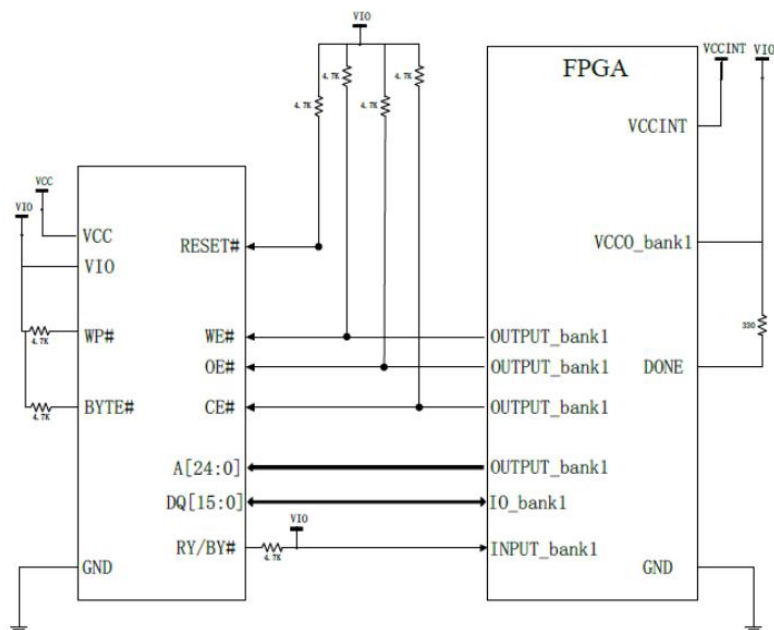 VIO
4.7K
4.7K
4.7K
4.7K
FPGA
VCCINT
VIO
VCCINT
VCC
VIO
VCC
VIO
RESET#
VCCO_bank1
WP#
4.7K
WE#
OUTPUT_bank1
330
OE#
OUTPUT_bank1
DONE
BYTE#
4.7K
CE#
OUTPUT_bank1
A[24:0]
OUTPUT_bank1
DQ[15:0]
IO_bank1
VIO
RY/BY#
4.7K
INPUT_bank1
GND
GND